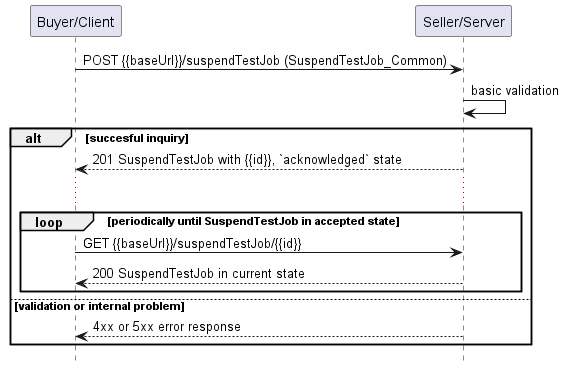 Buyer/Client
Seller/Server
POST {{baseUrl}}/suspendTestJob (SuspendTestJob_Common)
basic validation
alt
[succesful inquiry]
201 SuspendTestJob with {{id}}, `acknowledged` state
loop
[periodically until SuspendTestJob in accepted state]
GET {{baseUrl}}/suspendTestJob/{{id}}
200 SuspendTestJob in current state
[validation or internal problem]
4xx or 5xx error response